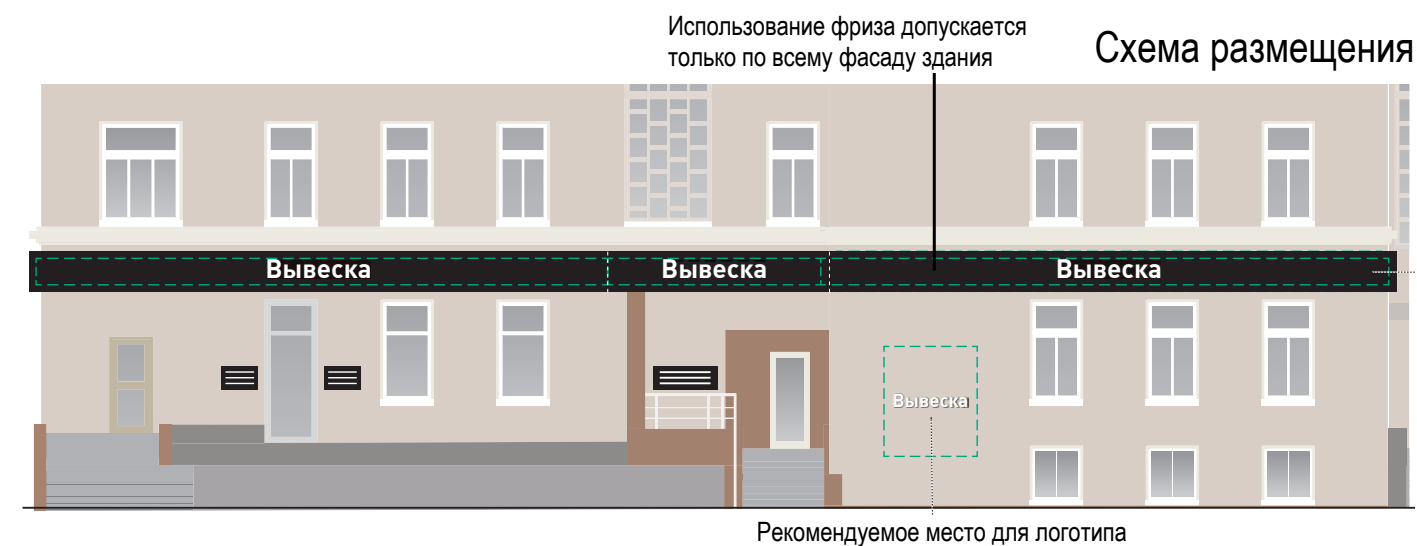 Использование фриза допускается
только по всему фасаду здания
Схема размещения
Вывеска
Вывеска
Вывеска
Вывеска
Рекомендуемое место для логотипа